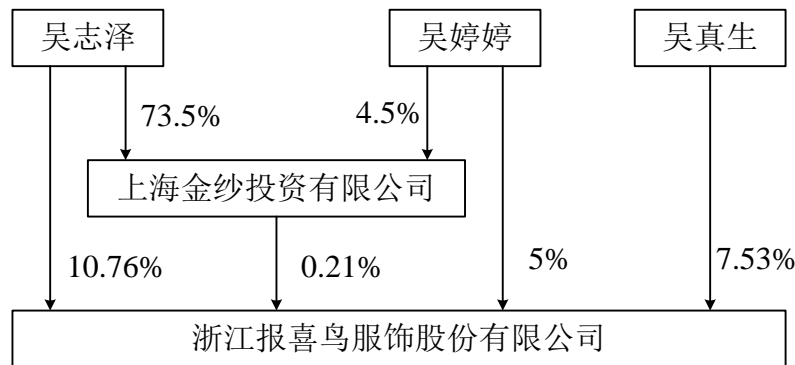 吴志泽
吴婷婷
吴真生
73.5%
4.5%
上海金纱投资有限公司
10.76%
0.21%
5%
7.53%
浙江报喜鸟服饰股份有限公司